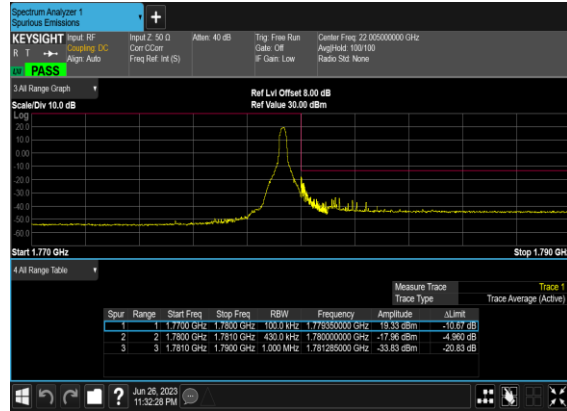 Spectrum Analyzer 1
Spurious Emissions
KEYSIGHT Input: RF Input Z: 50 Ω Atten: 40 dB Trig: Free Run Center Freq: 22.005000000 GHz
R T Coupling: DC Corr CCorr Gate: Off Avg|Hold: 100/100
Align: Auto Freq Ref: Int (S) IF Gain: Low Radio Std: None
PASS
3 All Range Graph
Ref Lvl Offset 8.00 dB
Scale/Div 10.0 dB Ref Value 30.00 dBm
Log
20.0
10.0
0.00
-10.0
-20.0
-30.0
-40.0
-50.0
-60.0
Start 1.770 GHz Stop 1.790 GH
4 All Range Table
Measure Trace Trace 1
Trace Type Trace Average (Active)
Spur Range Start Freq Stop Freq RBW Frequency Amplitude ΔLimit
1 1 1.7700 GHz 1.7800 GHz 100.0 kHz 1.779350000 GHz 19.33 dBm -10.67 dB
2 2 1.7800 GHz 1.7810 GHz 430.0 kHz 1.780000000 GHz -17.96 dBm -4.960 dB
3 3 1.7810 GHz 1.7900 GHz 1.000 MHz 1.781285000 GHz -33.83 dBm -20.83 dB
? Jun 26, 2023
11:32:28 PM